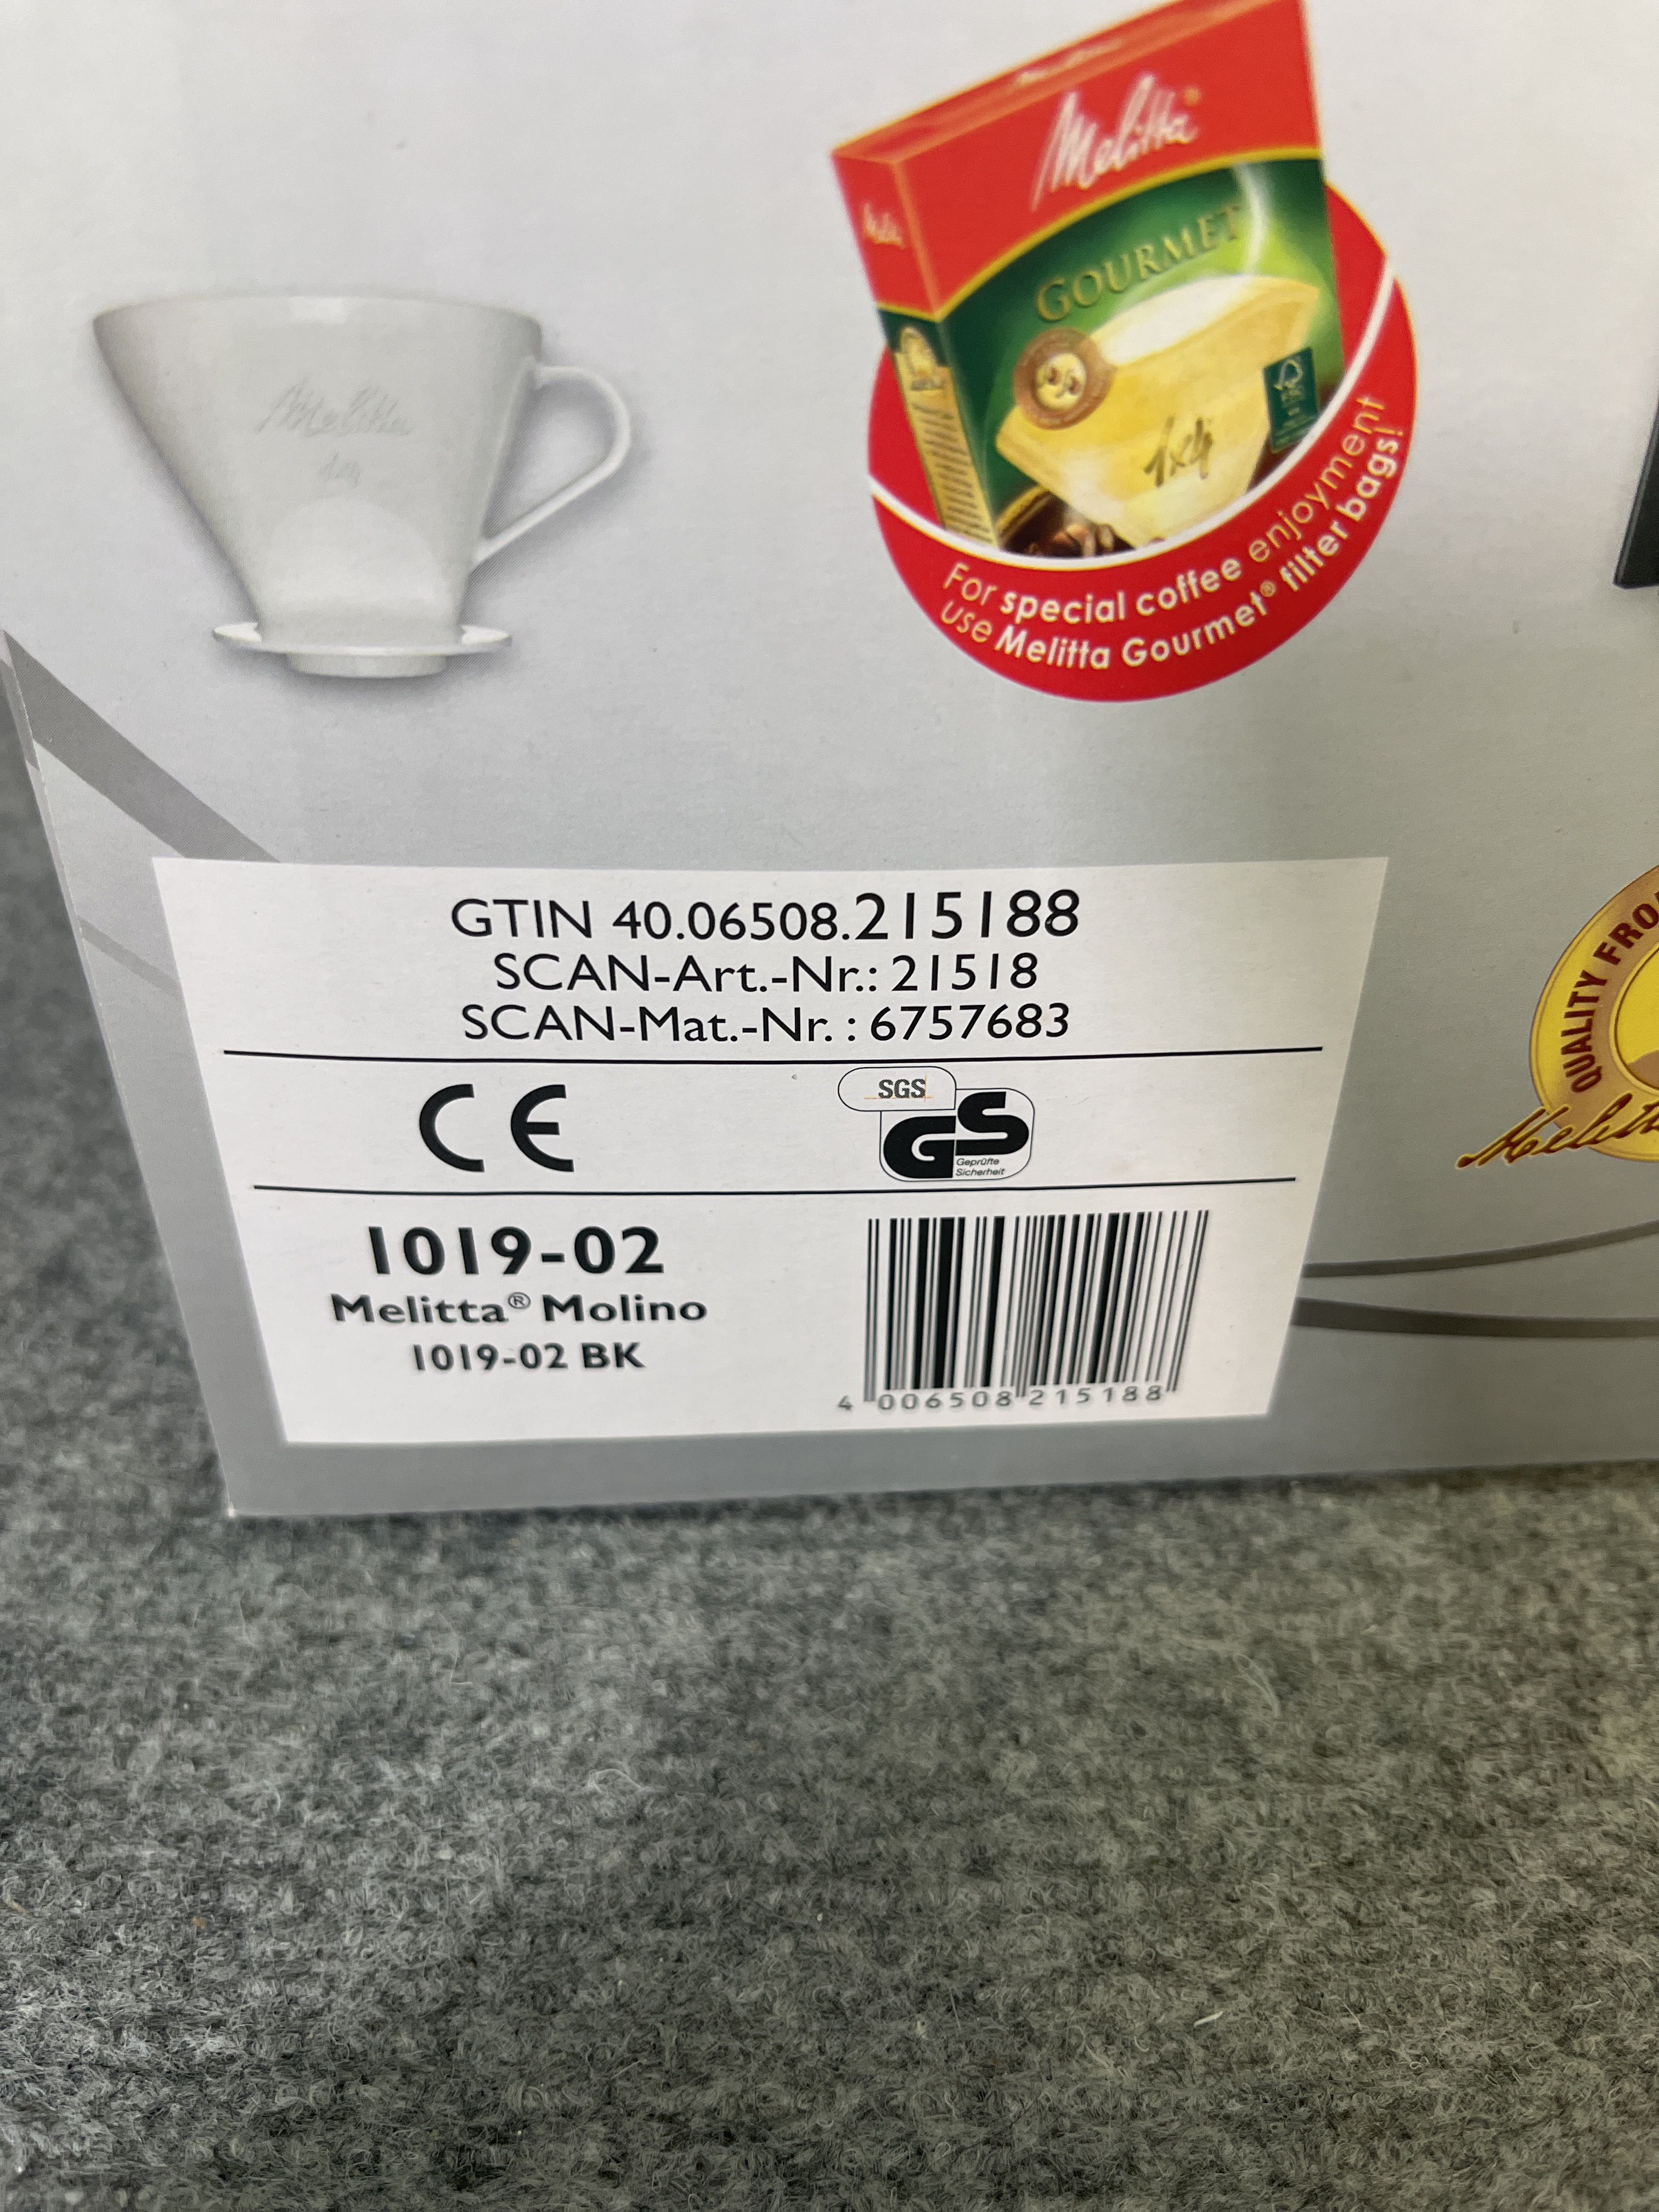 Melitta
Melitta®
GOURMET
1x4
Melitta
For special coffee enjoyment
use Melitta Gourmet® filter bags!
GTIN 40.06508.215188
SCAN-Art.-Nr.: 21518
SCAN-Mat.-Nr. : 6757683
QUALITY FRO
CE
SGS
GS
Geprüfte
Sicherheit
1019-02
Melitta® Molino
1019-02 BK
4 006508 215188